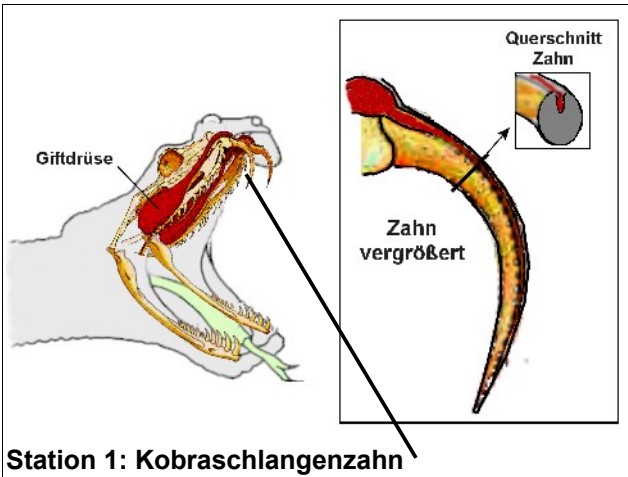 Querschnitt
Zahn
Giftdrüse
Zahn
vergrößert
Station 1: Kobraschlangenzahn